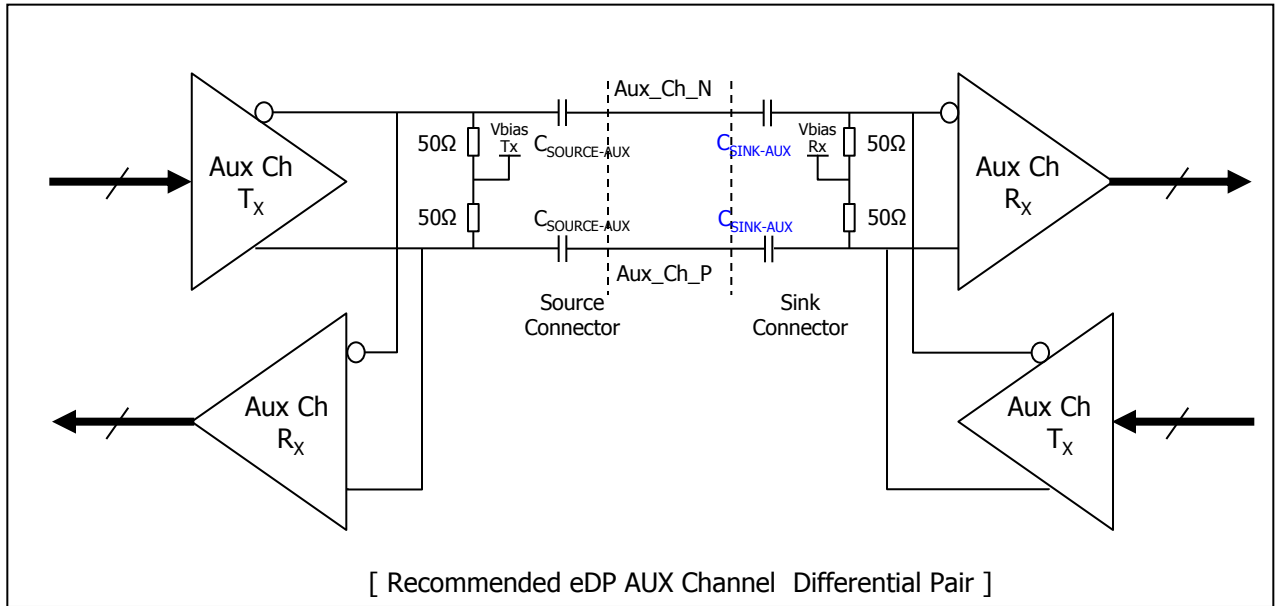 Aux_Ch_N
Aux Ch
TX
50Ω
Vbias
Tx
CSOURCE-AUX
CSINK-AUX
Vbias
Rx
50Ω
Aux Ch
RX
50Ω
CSOURCE-AUX
CSINK-AUX
50Ω
Aux_Ch_P
Source
Connector
Sink
Connector
Aux Ch
RX
Aux Ch
TX
[ Recommended eDP AUX Channel Differential Pair ]